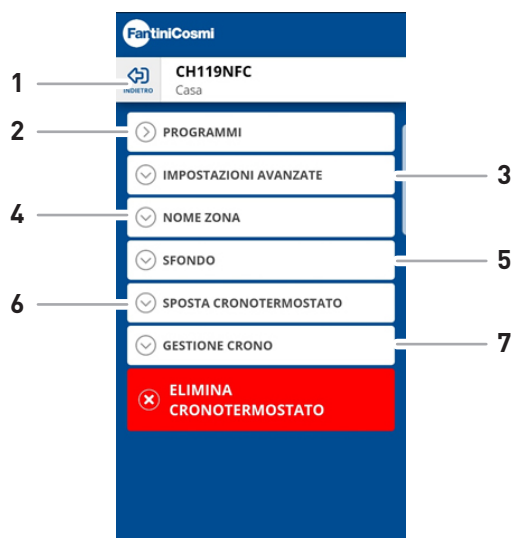 FantiniCosmi
1
INDIETRO
CH119NFC
Casa
2
PROGRAMMI
IMPOSTAZIONI AVANZATE
3
4
NOME ZONA
SFONDO
5
6
SPOSTA CRONOTERMOSTATO
GESTIONE CRONO
7
ELIMINA
CRONOTERMOSTATO